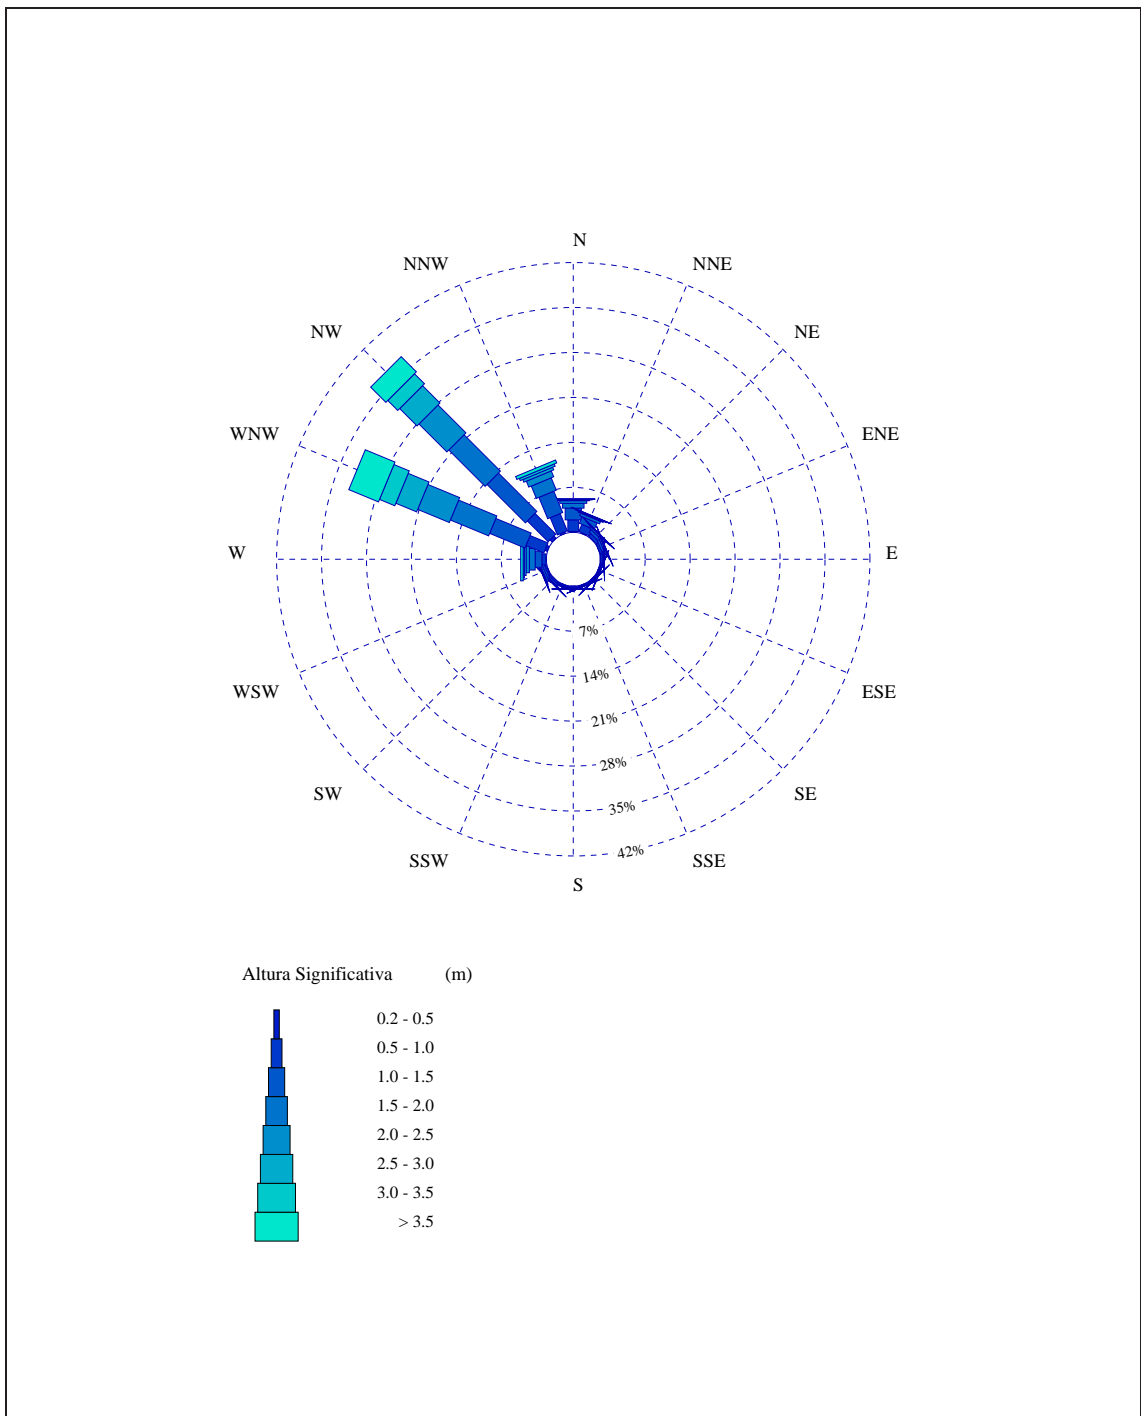 N
NNW
NNE
NW
NE
WNW
ENE
W
E
7%
14%
WSW
ESE
21%
28%
SW
SE
35%
42%
SSW
SSE
S
Altura Significativa (m)
0.2 - 0.5
0.5 - 1.0
1.0 - 1.5
1.5 - 2.0
2.0 - 2.5
2.5 - 3.0
3.0 - 3.5
> 3.5